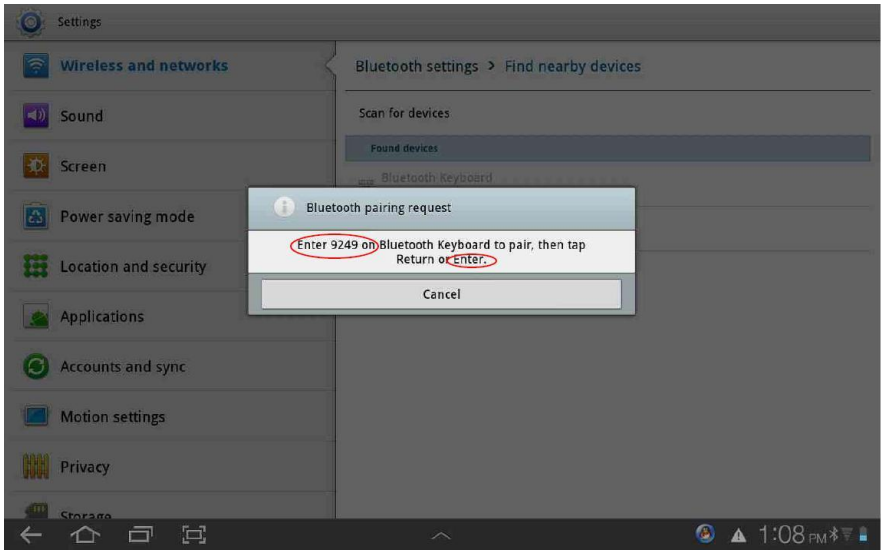 Settings
Wireless and networks
Sound
Screen
Power saving mode
Location and security
Applications
Accounts and sync
Motion settings
Privacy
Storage
Bluetooth settings > Find nearby devices
Scan for devices
Found devices
Bluetooth Keyboard
Bluetooth pairing request
Enter 9249 on Bluetooth Keyboard to pair, then tap
Return or Enter.
Cancel
1:08 PM